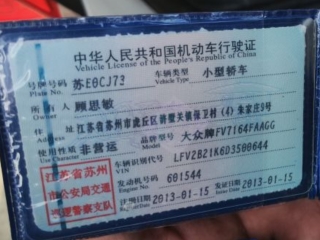 中华人民共和国机动车行驶证
Vehicle License of the People's Republic of China
号牌号码 苏E0CJ73 车辆类型 小型轿车
Plate No. Vehicle Type
所有人 顾思敏
Owner
住址 江苏省苏州市虎丘区浒墅关镇保卫村(4)朱家庄9号
Address
使用性质 非营运 品牌型号 大众牌FV7164FAAGG
Use Character Model
车辆识别代号 LFV2B21K6D3500644
VIN
江苏省苏州
市公安局交通
巡逻警察支队
发动机号码 601544
Engine No.
注册日期 2013-01-15 发证日期 2013-01-15
Register Date Issue Date